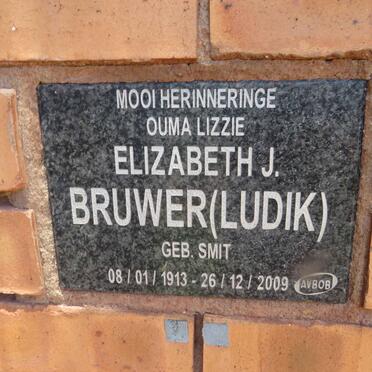 MOOI HERINNERINGE
OUMA LIZZIE
ELIZABETH J.
BRUWER(LUDIK)
GEB. SMIT
08 / 01 / 1913 - 26 / 12 / 2009
AVBOB